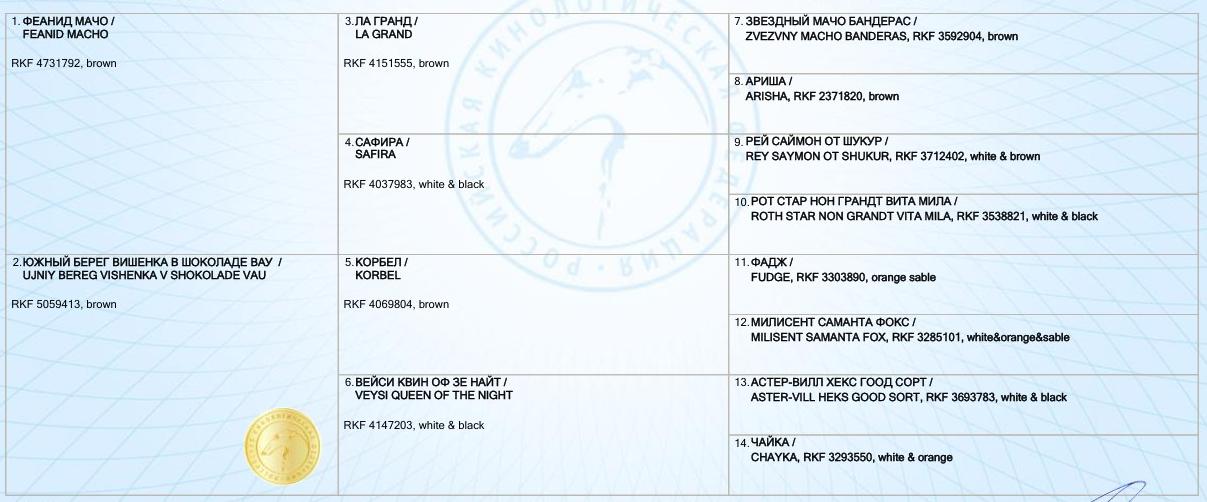 1. ФЕАНИД МАЧО /
FEANID MACHO
RKF 4731792, brown
2. ЮЖНЫЙ БЕРЕГ ВИШЕНКА В ШОКОЛАДЕ ВАУ /
UJNIY BEREG VISHENKA V SHOKOLADE VAU
RKF 5059413, brown
3. ЛА ГРАНД /
LA GRAND
RKF 4151555, brown
4. САФИРА /
SAFIRA
RKF 4037983, white & black
5. КОРБЕЛ /
KORBEL
RKF 4069804, brown
6. ВЕЙСИ КВИН ОФ ЗЕ НАЙТ /
VEYSI QUEEN OF THE NIGHT
RKF 4147203, white & black
7. ЗВЕЗДНЫЙ МАЧО БАНДЕРАС /
ZVEZVNY MACHO BANDERAS, RKF 3592904, brown
8. АРИША /
ARISHA, RKF 2371820, brown
9. РЕЙ САЙМОН ОТ ШУКУР /
REY SAYMON OT SHUKUR, RKF 3712402, white & brown
10. РОТ СТАР НОН ГРАНДТ ВИТА МИЛА /
ROTH STAR NON GRANDT VITA MILA, RKF 3538821, white & black
11. ФАДЖ /
FUDGE, RKF 3303890, orange sable
12. МИЛИСЕНТ САМАНТА ФОКС /
MILISENT SAMANTA FOX, RKF 3285101, white&orange&sable
13. АСТЕР-ВИЛЛ ХЕКС ГООД СОРТ /
ASTER-VILL HEKS GOOD SORT, RKF 3693783, white & black
14. ЧАЙКА /
CHAYKA, RKF 3293550, white & orange
РОССИЙСКАЯ КИНОЛОГИЧЕСКАЯ ФЕДЕРАЦИЯ